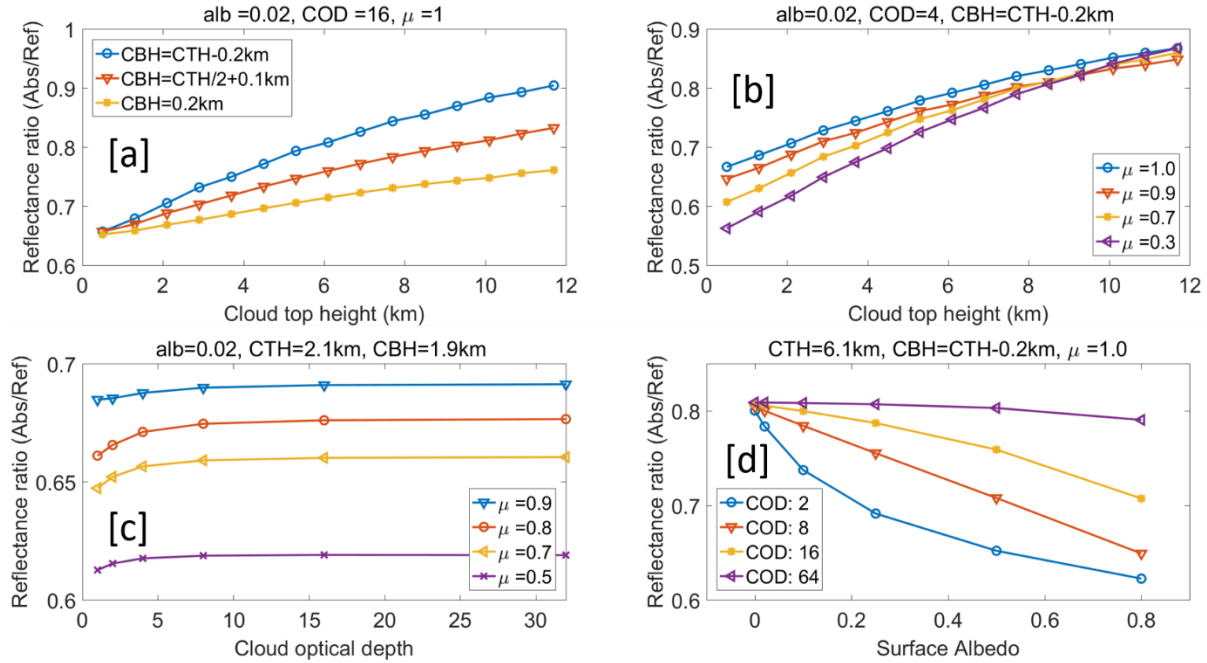 alb =0.02, COD =16, μ =1
1
0.9
0.8
0.7
0.6
Reflectance ratio (Abs/Ref)
CBH=CTH-0.2km
CBH=CTH/2+0.1km
CBH=0.2km
[a]
0 2 4 6 8 10 12
Cloud top height (km)
alb=0.02, COD=4, CBH=CTH-0.2km
0.9
0.8
0.7
0.6
0.5
Reflectance ratio (Abs/Ref)
[b]
μ =1.0
μ =0.9
μ =0.7
μ =0.3
0 2 4 6 8 10 12
Cloud top height (km)
alb=0.02, CTH=2.1km, CBH=1.9km
0.7
0.65
0.6
Reflectance ratio (Abs/Ref)
[c]
μ =0.9
μ =0.8
μ =0.7
μ =0.5
0 5 10 15 20 25 30
Cloud optical depth
CTH=6.1km, CBH=CTH-0.2km, μ =1.0
0.8
0.7
0.6
Reflectance ratio (Abs/Ref)
[d]
COD: 2
COD: 8
COD: 16
COD: 64
0 0.2 0.4 0.6 0.8
Surface Albedo